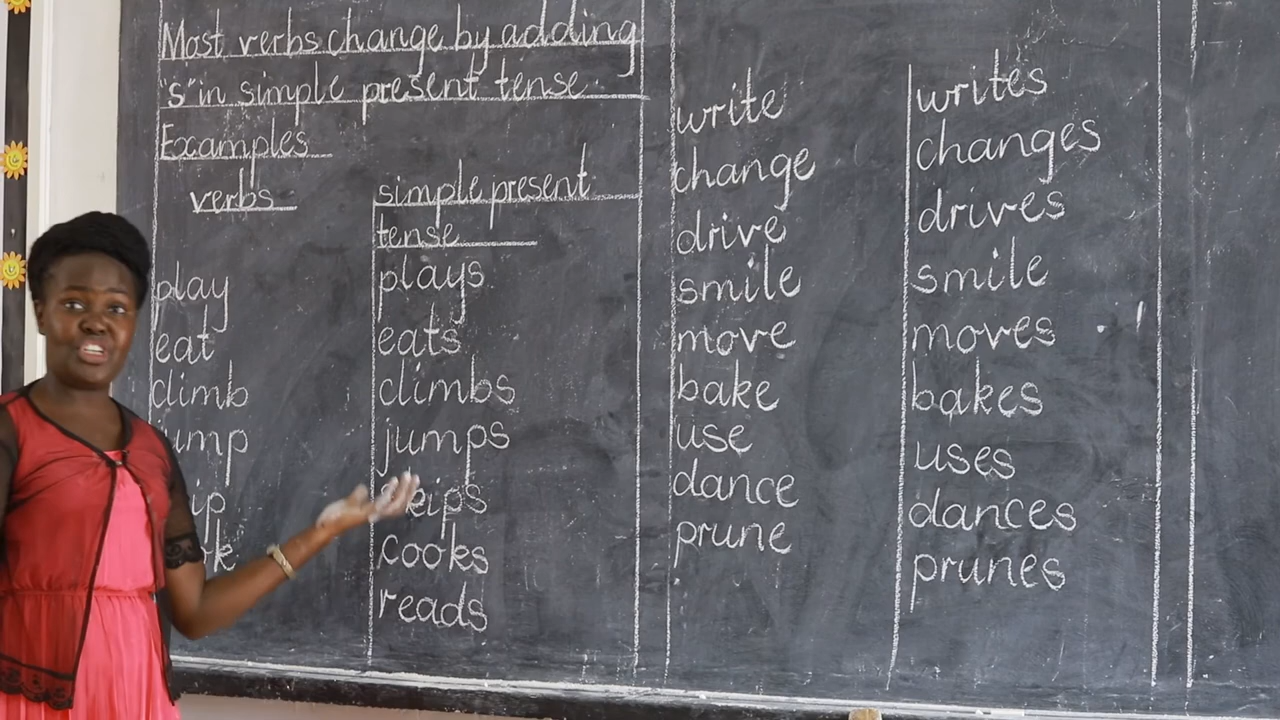 Most verbs change by adding
"s" in simple present tense.
Examples
verbs
simple present
tense
play plays
eat eats
climb climbs
jump jumps
skips
cooks
reads
write writes
change changes
drive drives
smile smile
move moves
bake bakes
use uses
dance dances
prune prunes